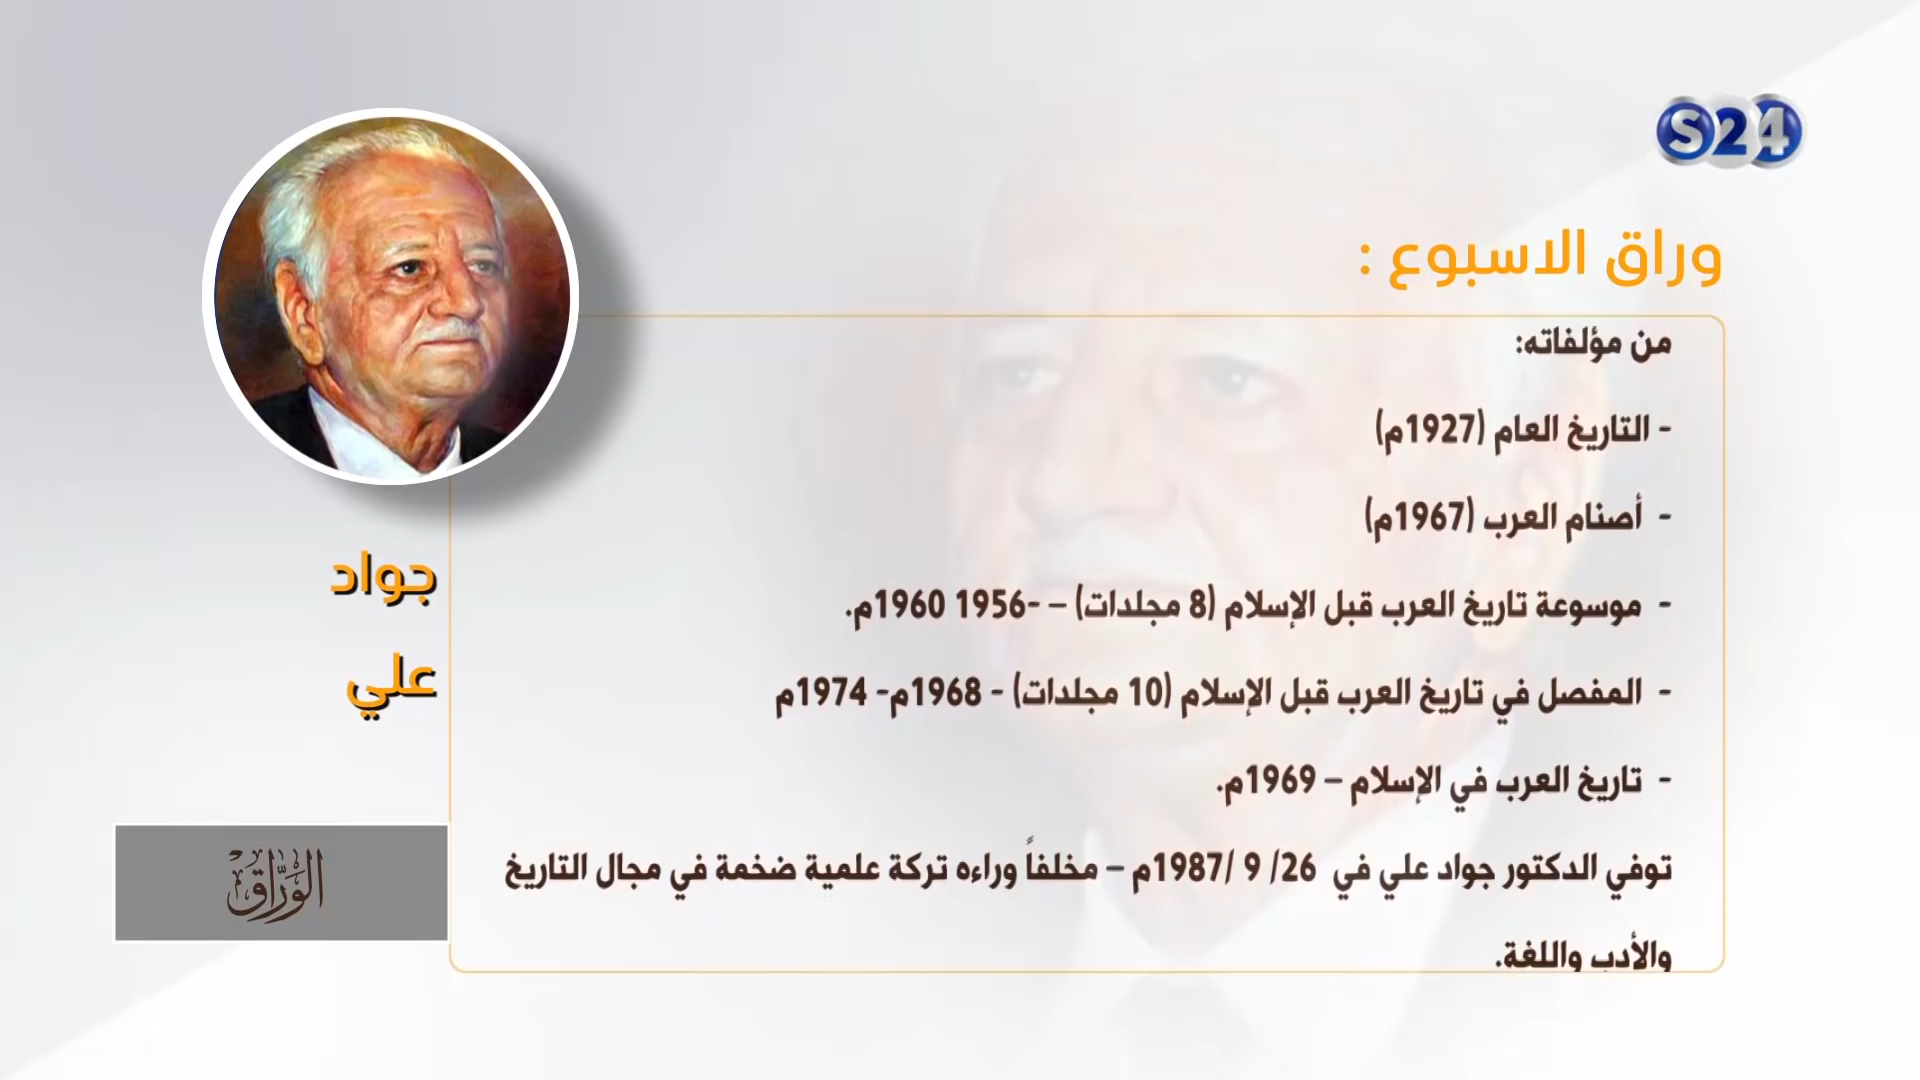 S24
وراق الاسبوع :
من مؤلفاته:
- التاريخ العام (1927م)
- أصنام العرب (1967م)
- موسوعة تاريخ العرب قبل الإسلام (8 مجلدات) – -1956 1960م.
- المفصل في تاريخ العرب قبل الإسلام (10 مجلدات) - 1968م- 1974م
- تاريخ العرب في الإسلام – 1969م.
توفي الدكتور جواد علي في 26/ 9 /1987م – مخلفاً وراءه تركة علمية ضخمة في مجال التاريخ
والأدب واللغة.
جواد
علي
الورَّاق